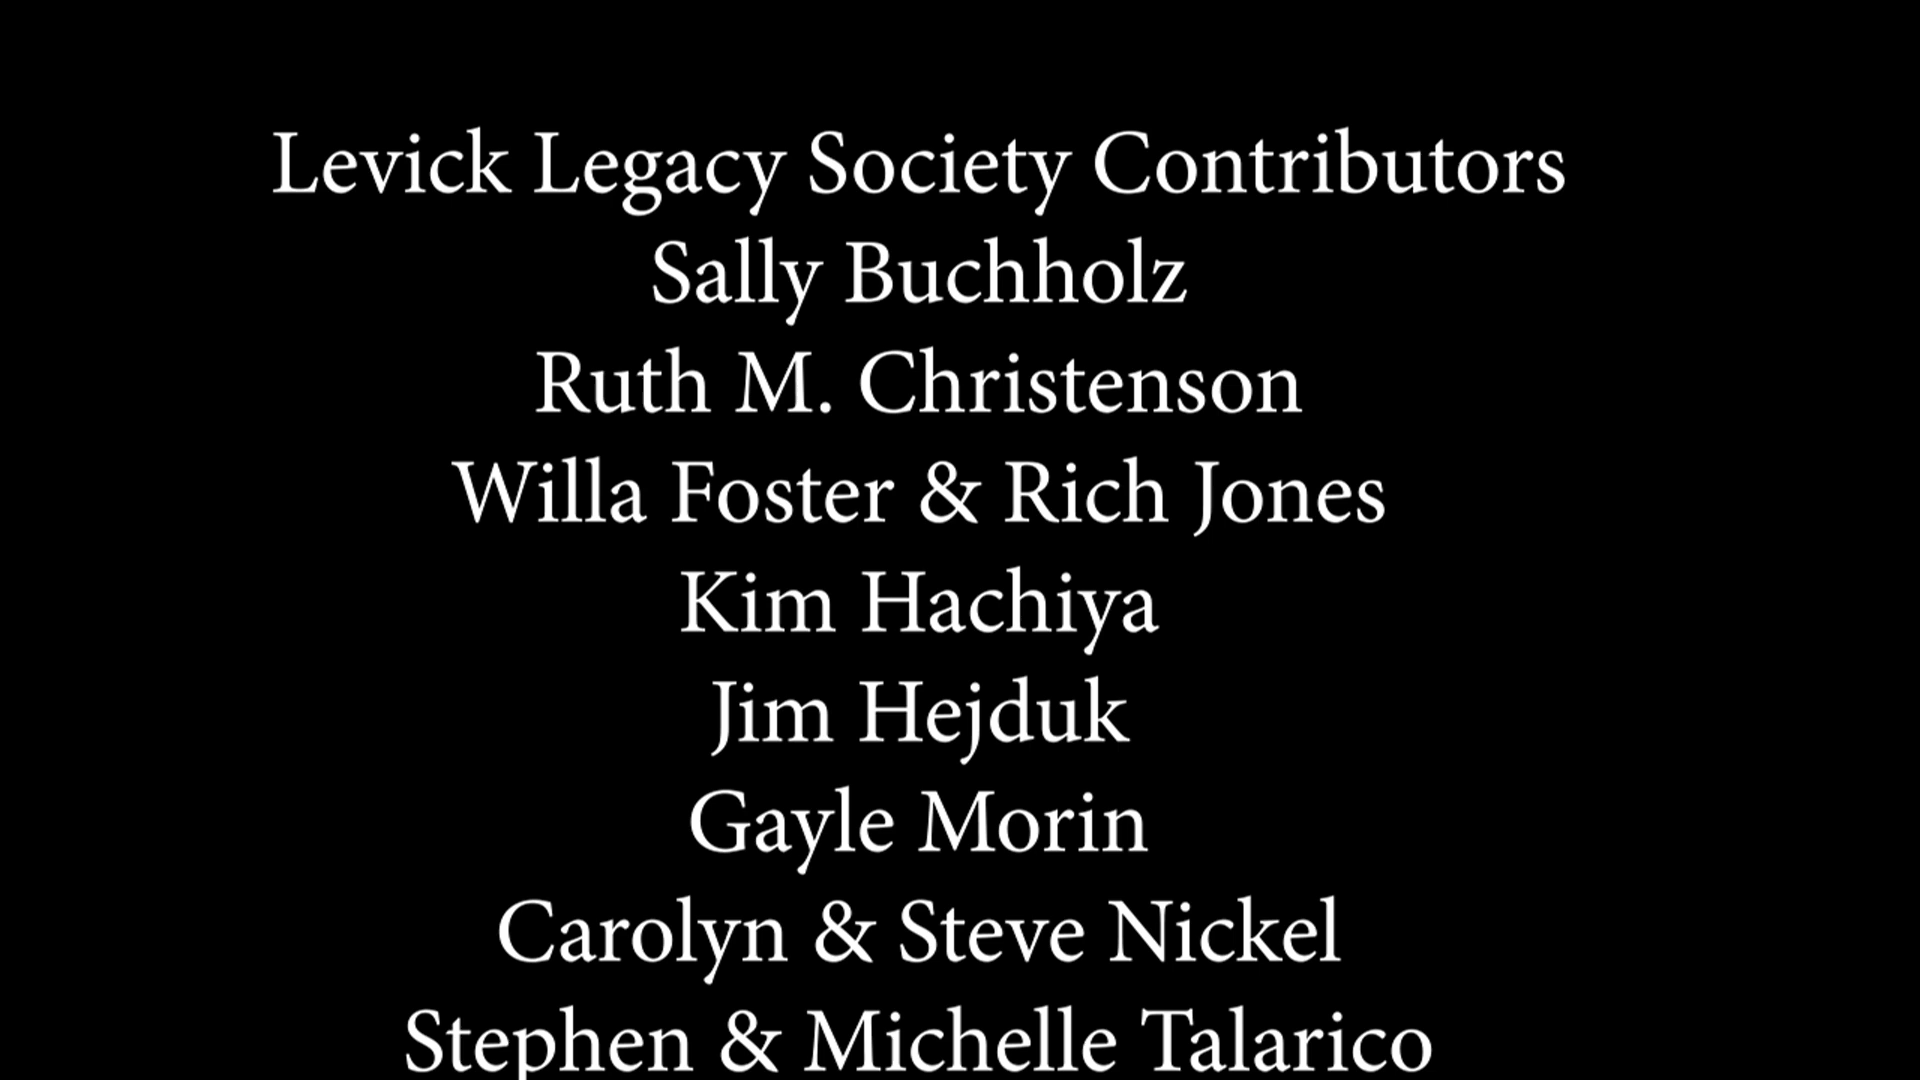 Levick Legacy Society Contributors
Sally Buchholz
Ruth M. Christenson
Willa Foster & Rich Jones
Kim Hachiya
Jim Hejduk
Gayle Morin
Carolyn & Steve Nickel
Stephen & Michelle Talarico